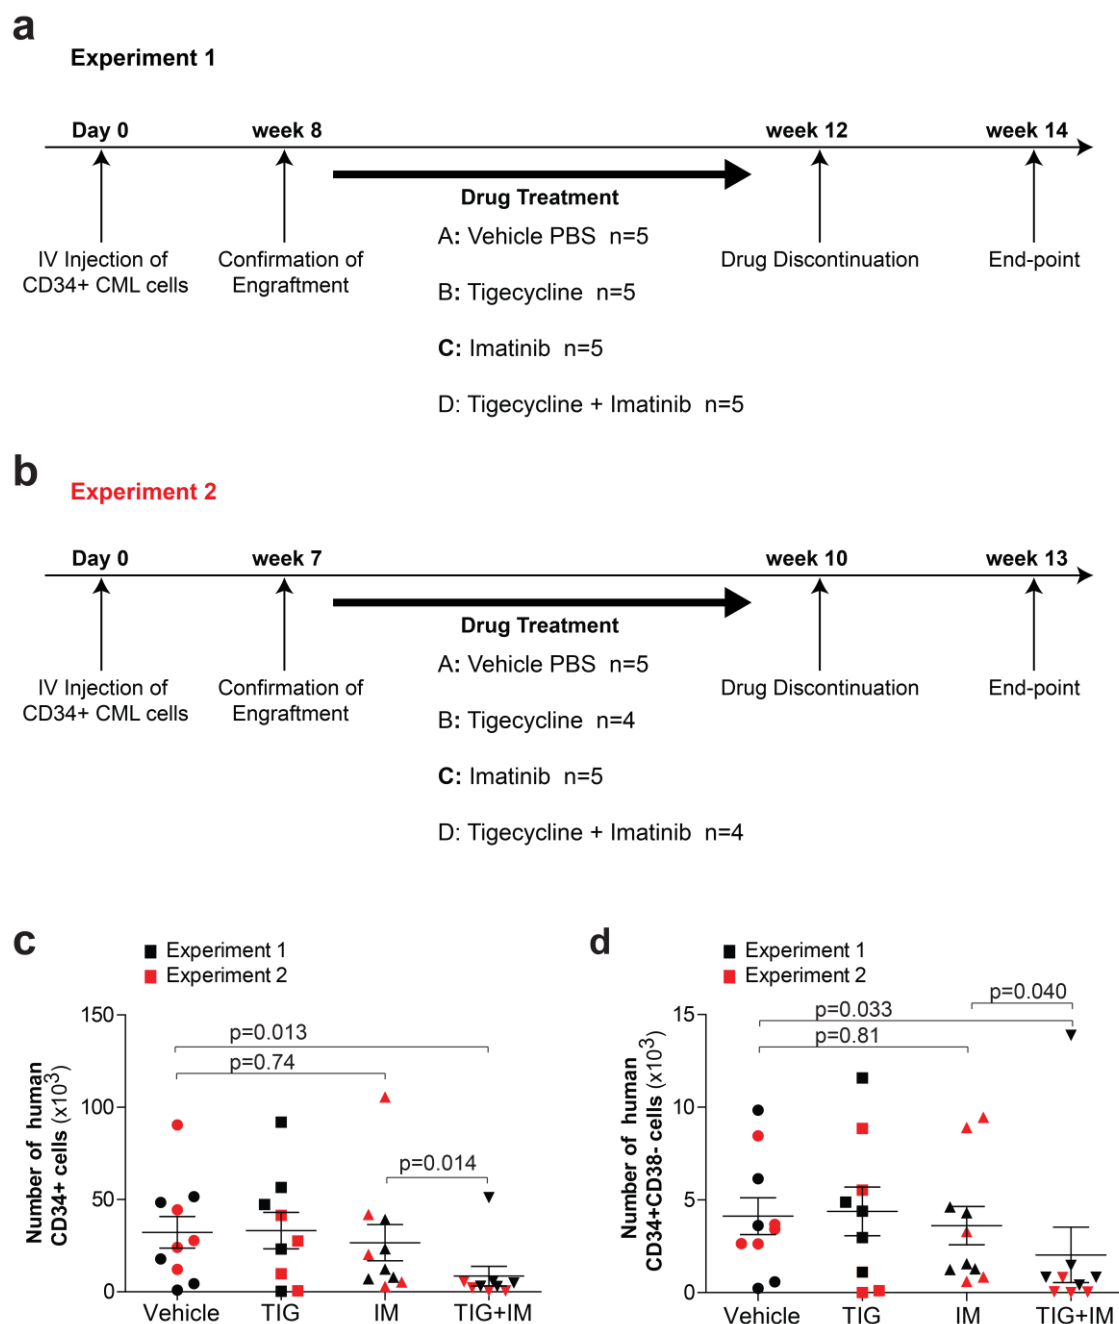 a
Experiment 1
Day 0 week 8 week 12 week 14
Drug Treatment
IV Injection of
CD34+ CML cells
Confirmation of
Engraftment
A: Vehicle PBS n=5
B: Tigecycline n=5
C: Imatinib n=5
D: Tigecycline + Imatinib n=5
Drug Discontinuation
End-point
b
Experiment 2
Day 0 week 7 week 10 week 13
Drug Treatment
IV Injection of
CD34+ CML cells
Confirmation of
Engraftment
A: Vehicle PBS n=5
B: Tigecycline n=4
C: Imatinib n=5
D: Tigecycline + Imatinib n=4
Drug Discontinuation
End-point
c
Experiment 1
Experiment 2
Number of human
CD34+ cells (x10³)
150
100
50
0
p=0.013
p=0.74
p=0.014
Vehicle TIG IM TIG+IM
d
Experiment 1
Experiment 2
Number of human
CD34+CD38- cells (x10³)
15
10
5
0
p=0.040
p=0.033
p=0.81
Vehicle TIG IM TIG+IM